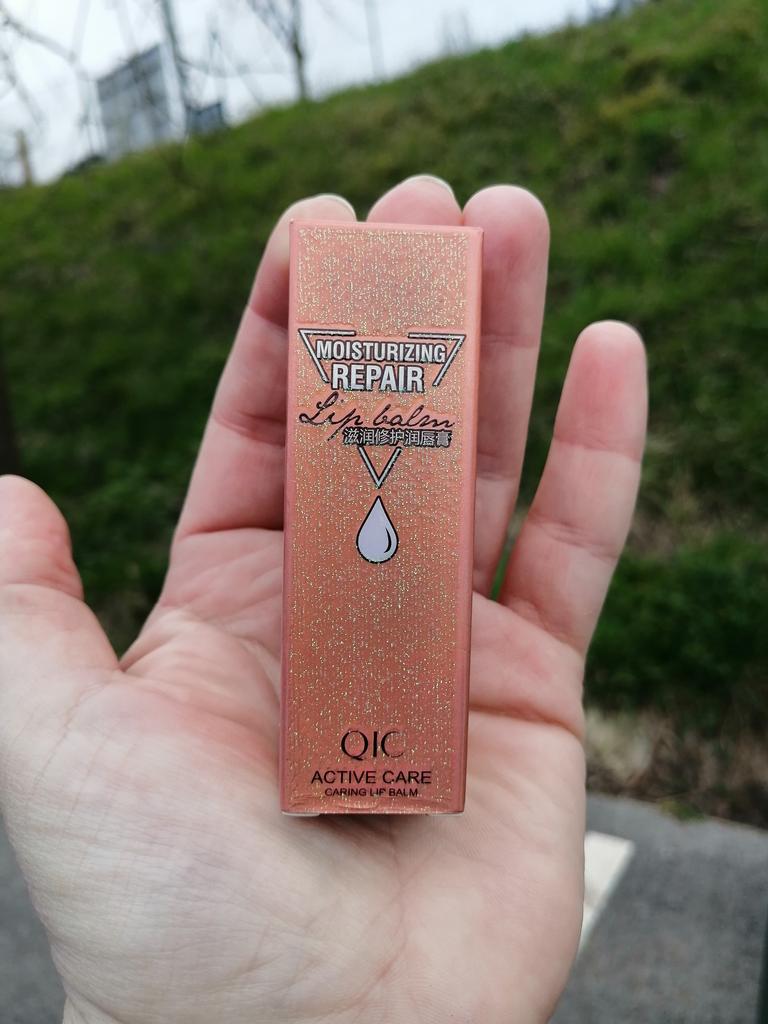 MOISTURIZING
REPAIR
Lip balm
滋润修护润唇膏
QIC
ACTIVE CARE
CARING LIP BALM